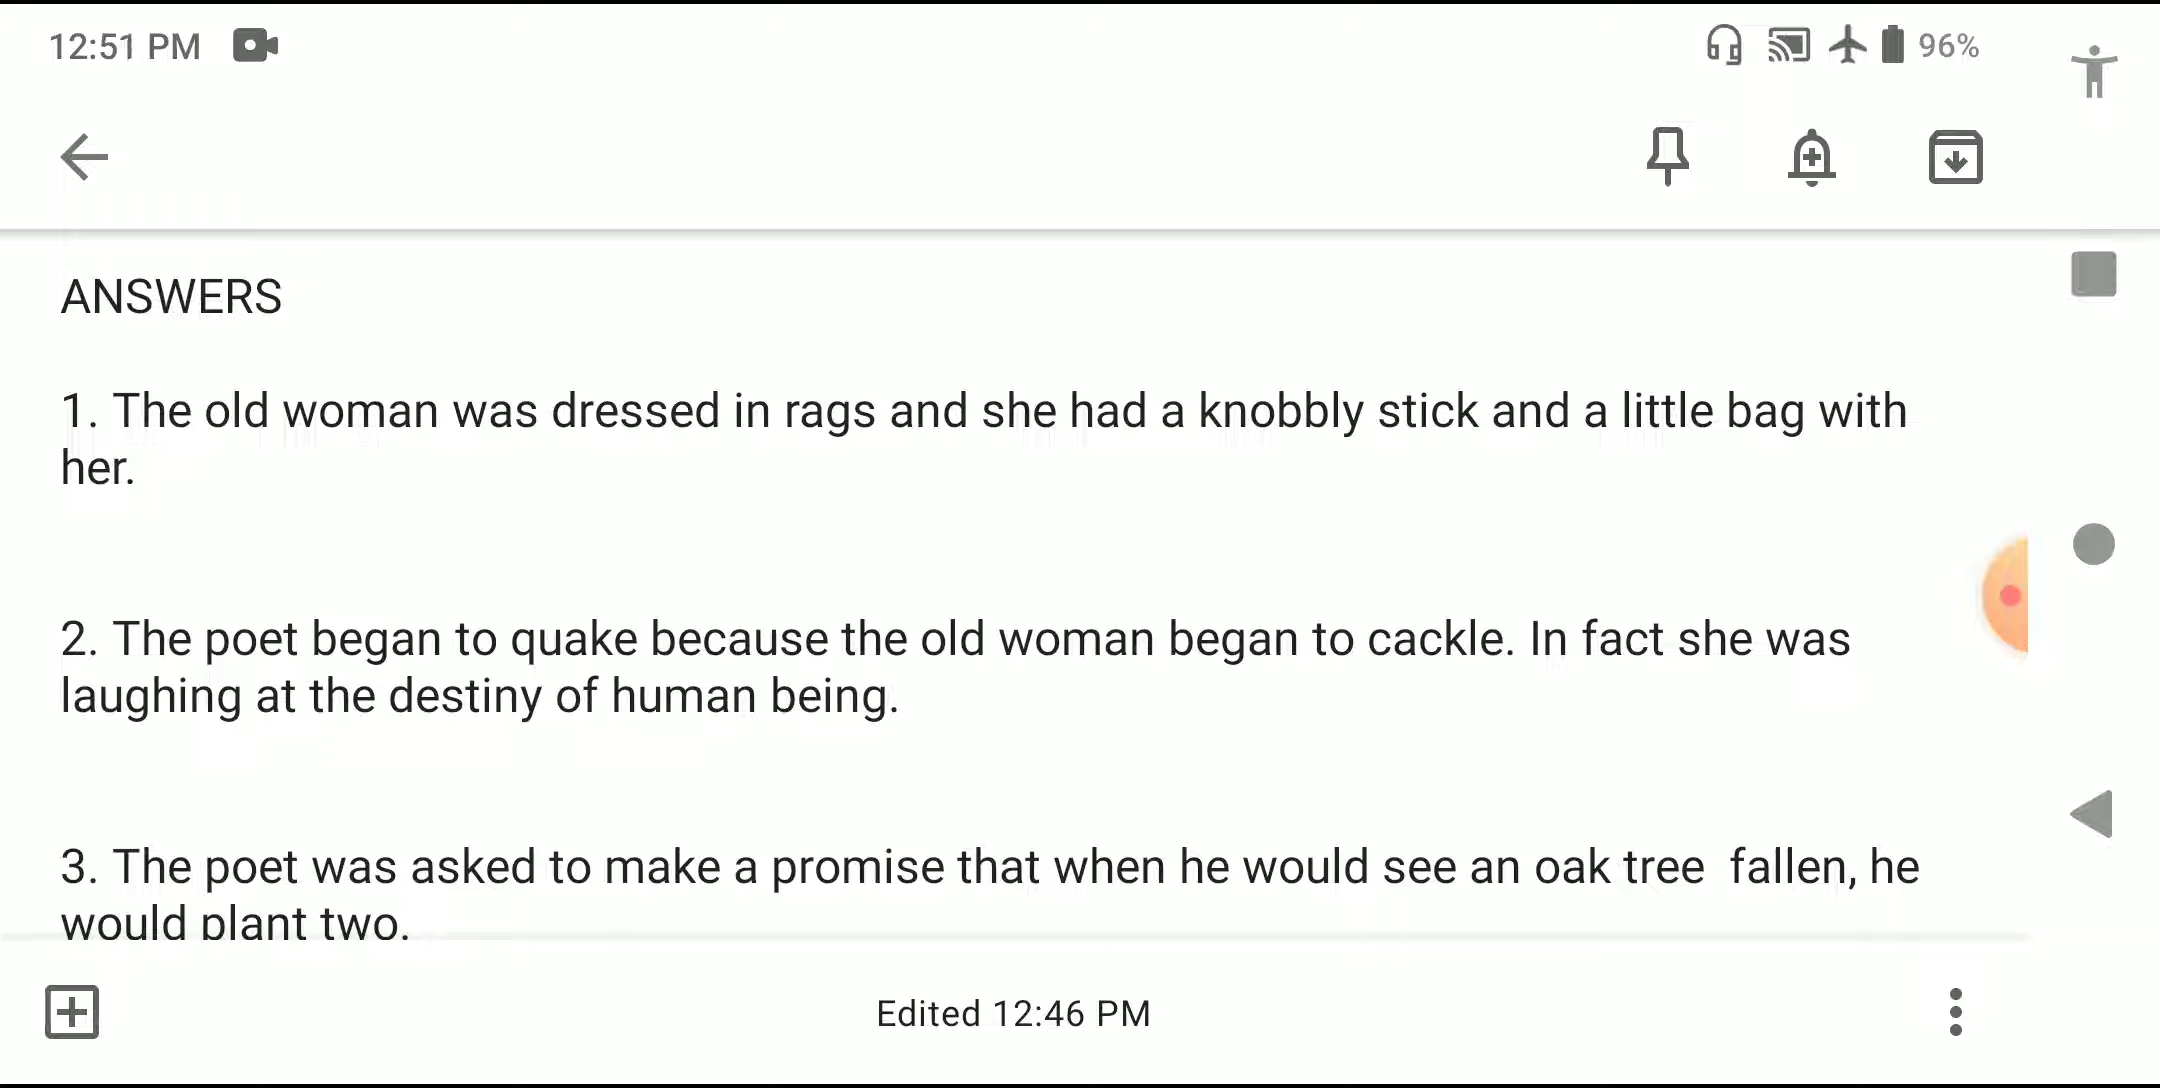 12:51 PM
96%
ANSWERS
1. The old woman was dressed in rags and she had a knobbly stick and a little bag with
her.
2. The poet began to quake because the old woman began to cackle. In fact she was
laughing at the destiny of human being.
3. The poet was asked to make a promise that when he would see an oak tree  fallen, he
would plant two.
Edited 12:46 PM